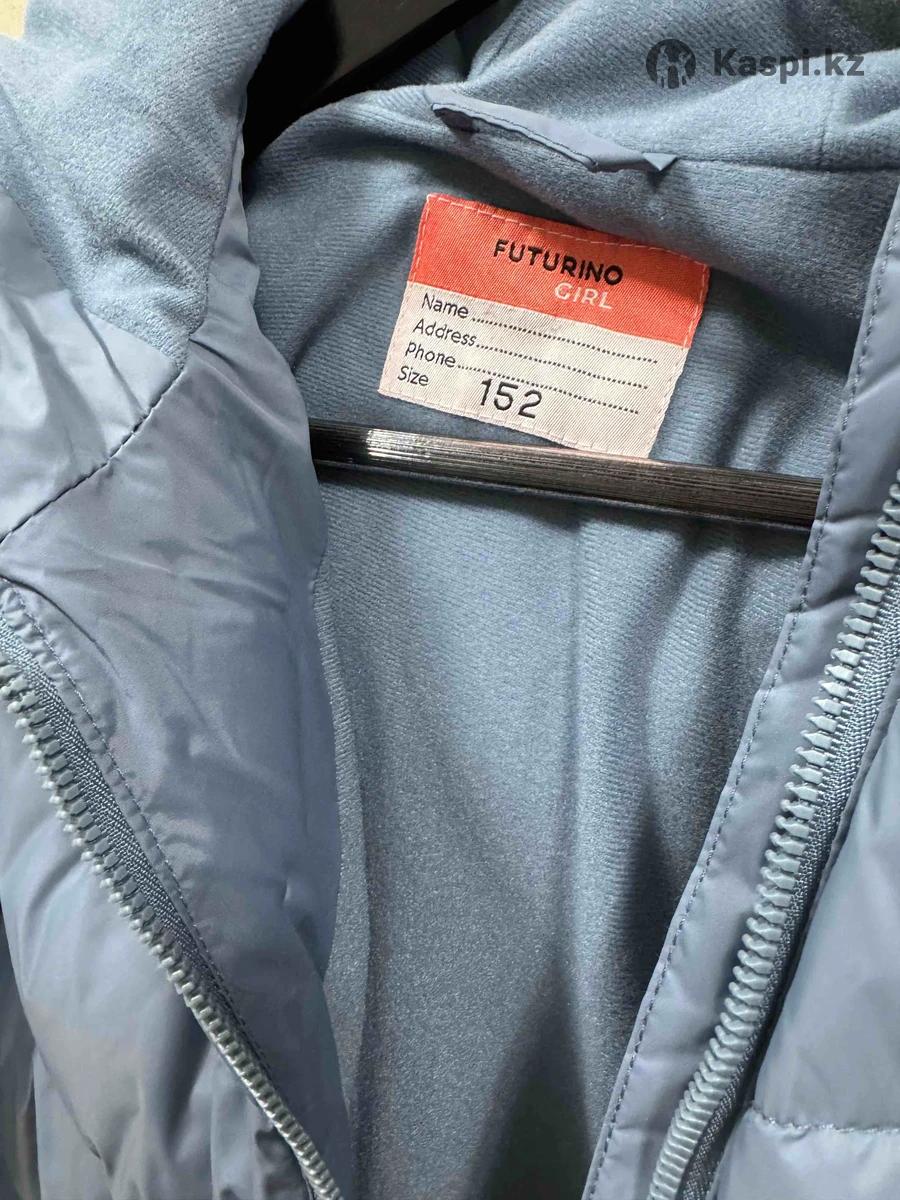 Kaspi.kz
FUTURINO
GIRL
Name
Address
Phone
Size 152